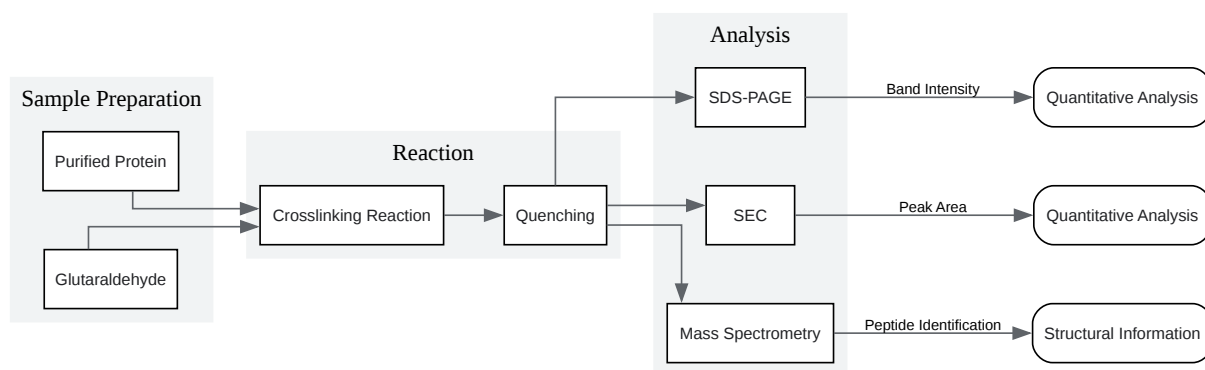 Sample Preparation
Purified Protein
Glutaraldehyde
Reaction
Crosslinking Reaction
Quenching
Analysis
SDS-PAGE
Band Intensity
Quantitative Analysis
SEC
Peak Area
Quantitative Analysis
Mass Spectrometry
Peptide Identification
Structural Information